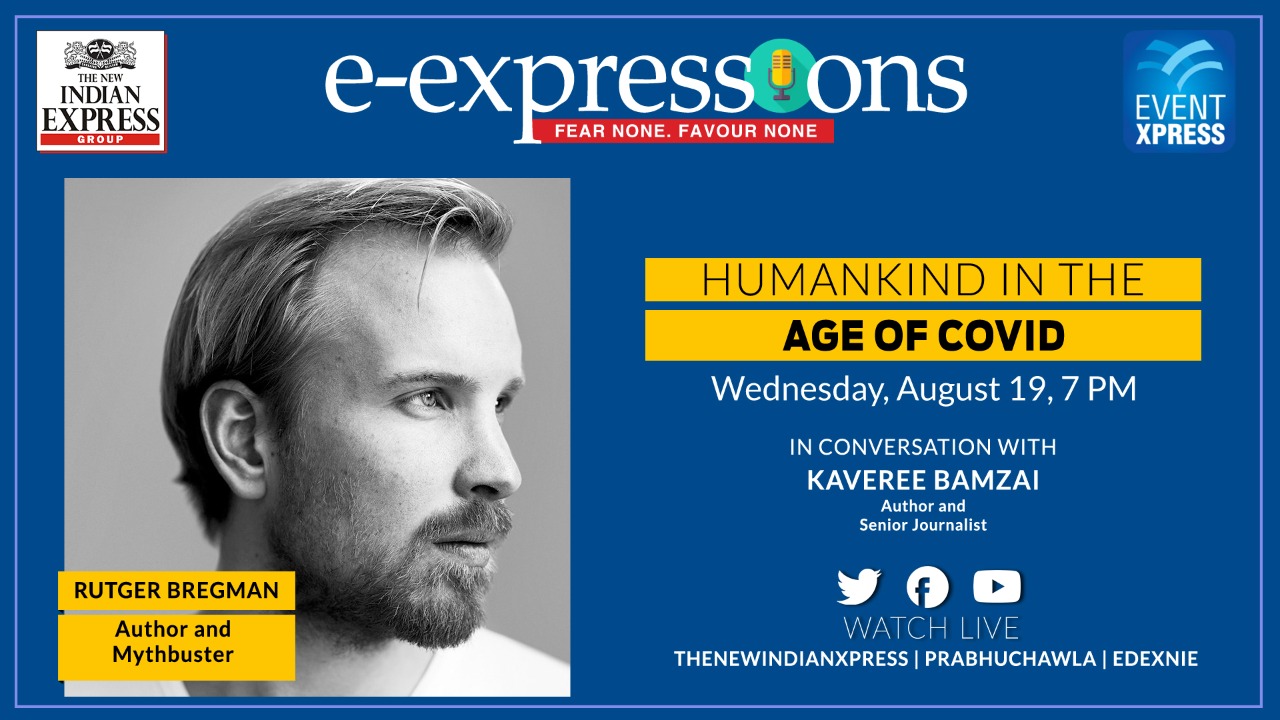 THE NEW
INDIAN
EXPRESS
GROUP
e-expressions
FEAR NONE. FAVOUR NONE
EVENT
XPRESS
HUMANKIND IN THE
AGE OF COVID
Wednesday, August 19, 7 PM
IN CONVERSATION WITH
KAVEREE BAMZAI
Author and
Senior Journalist
RUTGER BREGMAN
Author and
Mythbuster
WATCH LIVE
THENEWINDIANXPRESS | PRABHUCHAWLA | EDEXNIE